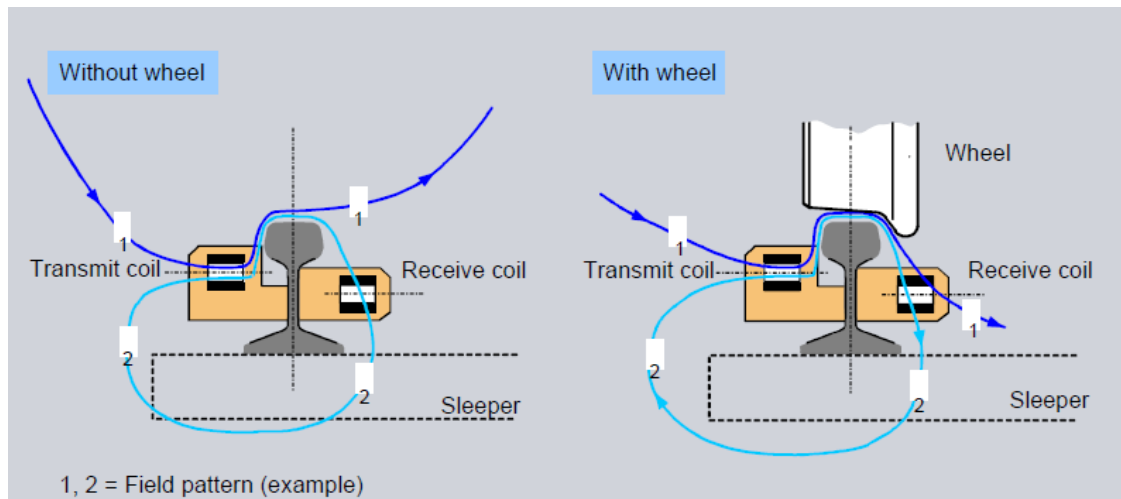 Without wheel
With wheel
Wheel
1
1
1
Transmit coil
Receive coil
Transmit coil
Receive coil
1
2
2
2
2
Sleeper
Sleeper
1, 2 = Field pattern (example)